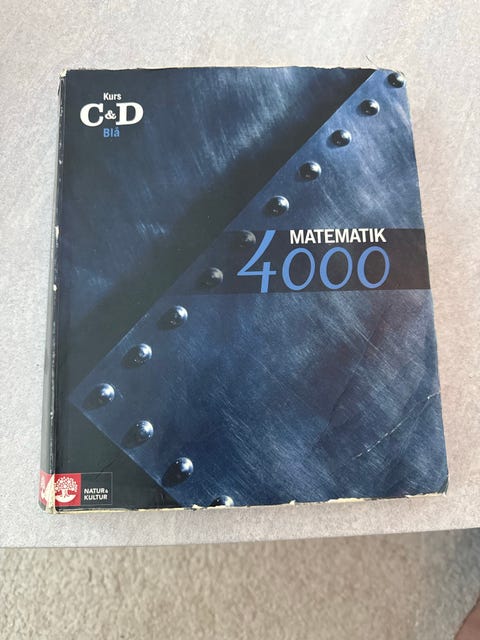 Kurs
C&D
Blå
MATEMATIK
4000
NATUR&
KULTUR